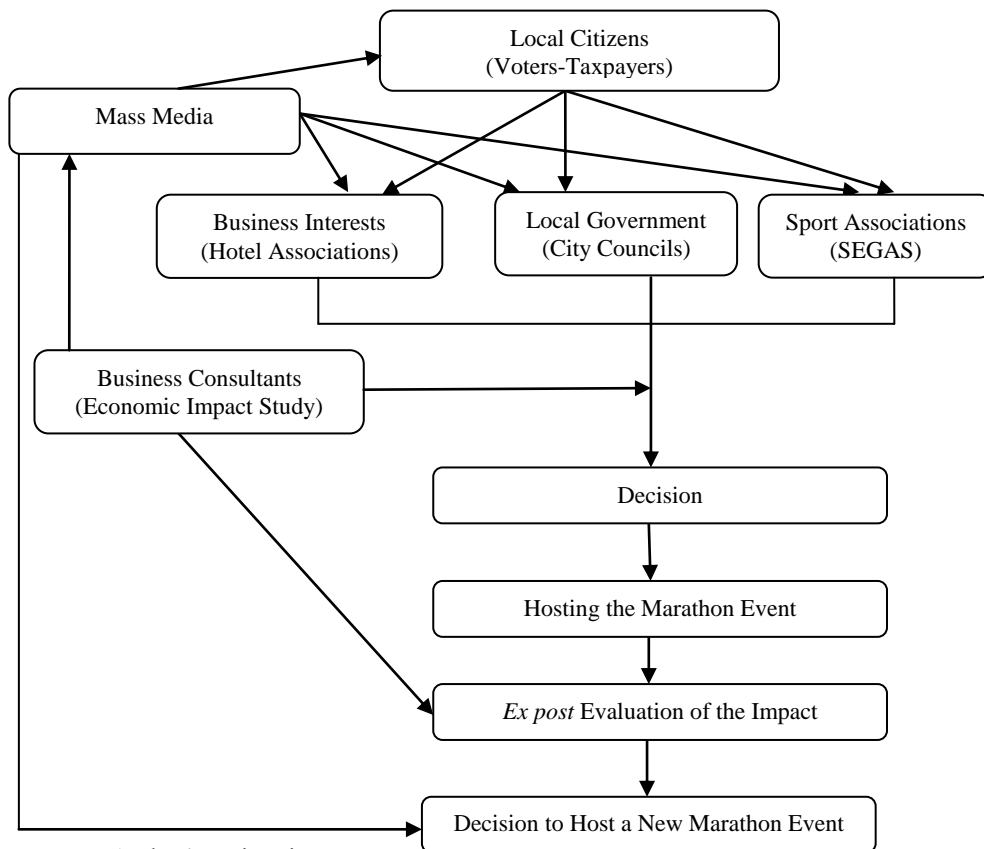 Local Citizens
(Voters-Taxpayers)
Mass Media
Business Interests
(Hotel Associations)
Local Government
(City Councils)
Sport Associations
(SEGAS)
Business Consultants
(Economic Impact Study)
Decision
Hosting the Marathon Event
Ex post Evaluation of the Impact
Decision to Host a New Marathon Event